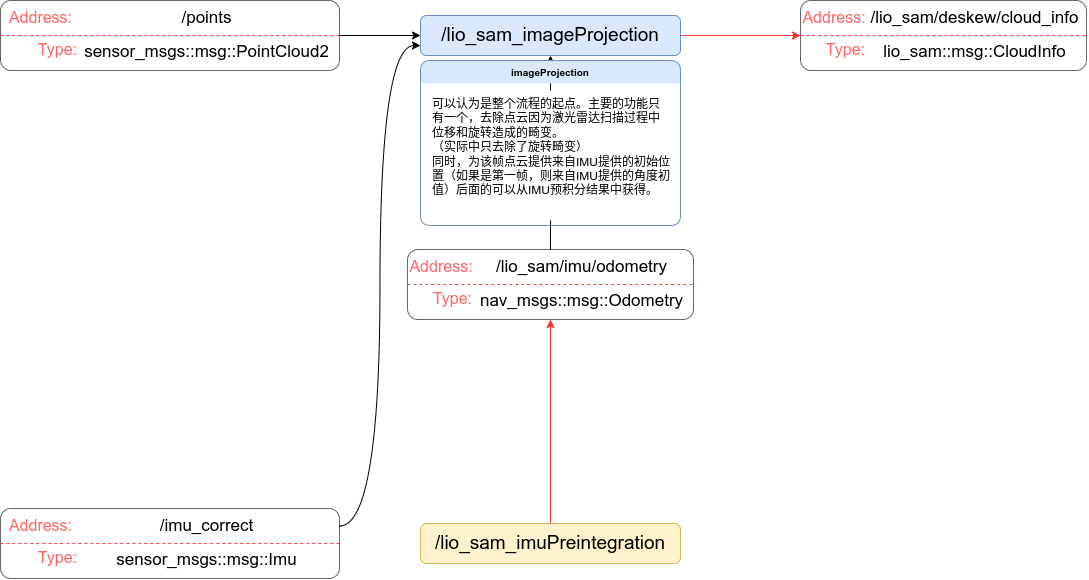 Address: /points
Type: sensor_msgs::msg::PointCloud2
/lio_sam_imageProjection
Address: /lio_sam/deskew/cloud_info
Type: lio_sam::msg::CloudInfo
imageProjection
可以认为是整个流程的起点。主要的功能只
有一个，去除点云因为激光雷达扫描过程中
位移和旋转造成的畸变。
（实际中只去除了旋转畸变）
同时，为该帧点云提供来自IMU提供的初始位
置（如果是第一帧，则来自IMU提供的角度初
值）后面的可以从IMU预积分结果中获得。
Address: /lio_sam/imu/odometry
Type: nav_msgs::msg::Odometry
Address: /imu_correct
Type: sensor_msgs::msg::Imu
/lio_sam_imuPreintegration